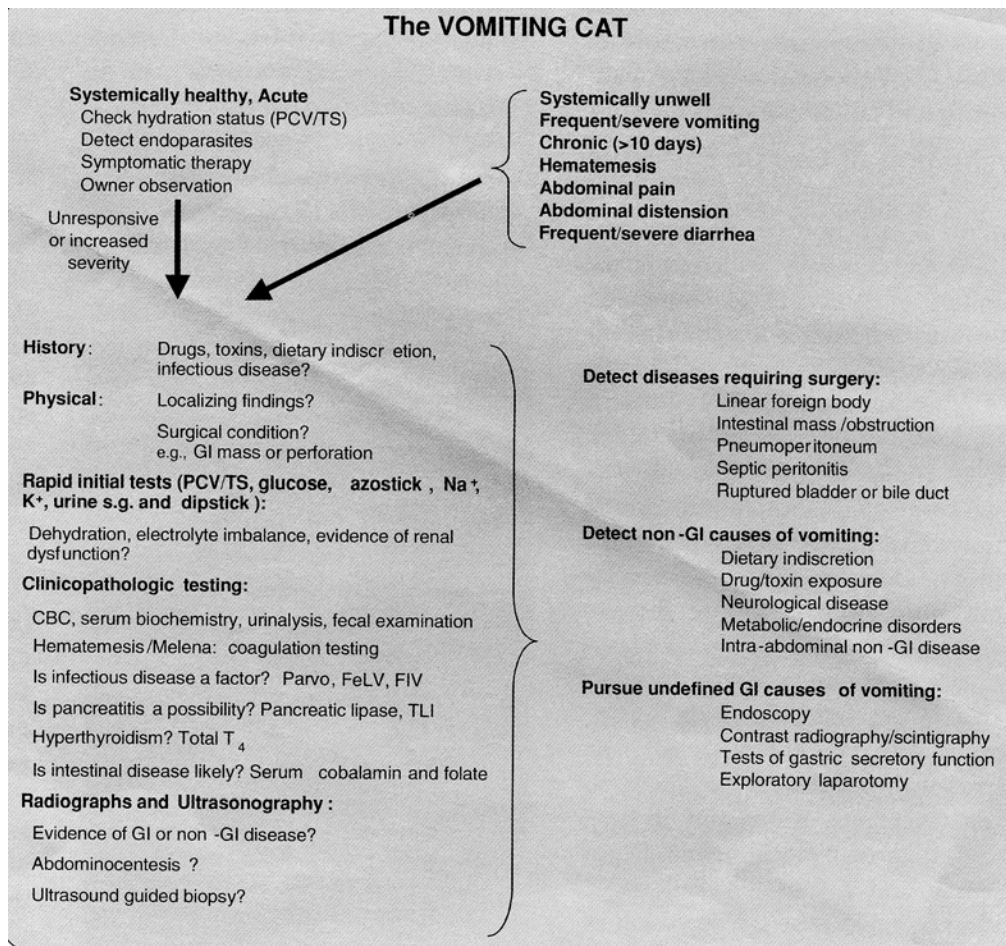 The VOMITING CAT
Systemically healthy, Acute
Check hydration status (PCV/TS)
Detect endoparasites
Symptomatic therapy
Owner observation
Unresponsive
or increased
severity
Systemically unwell
Frequent/severe vomiting
Chronic (>10 days)
Hematemesis
Abdominal pain
Abdominal distension
Frequent/severe diarrhea
History: Drugs, toxins, dietary indiscr etion,
infectious disease?
Physical: Localizing findings?
Surgical condition?
e.g., GI mass or perforation
Rapid initial tests (PCV/TS, glucose, azostick , Na⁺,
K⁺, urine s.g. and dipstick ):
Dehydration, electrolyte imbalance, evidence of renal
dysfunction?
Clinicopathologic testing:
CBC, serum biochemistry, urinalysis, fecal examination
Hematemesis/Melena: coagulation testing
Is infectious disease a factor? Parvo, FeLV, FIV
Is pancreatitis a possibility? Pancreatic lipase, TLI
Hyperthyroidism? Total T₄
Is intestinal disease likely? Serum cobalamin and folate
Radiographs and Ultrasonography :
Evidence of GI or non -GI disease?
Abdominocentesis ?
Ultrasound guided biopsy?
Detect diseases requiring surgery:
Linear foreign body
Intestinal mass /obstruction
Pneumoperitoneum
Septic peritonitis
Ruptured bladder or bile duct
Detect non -GI causes of vomiting:
Dietary indiscretion
Drug/toxin exposure
Neurological disease
Metabolic/endocrine disorders
Intra-abdominal non -GI disease
Pursue undefined GI causes of vomiting:
Endoscopy
Contrast radiography/scintigraphy
Tests of gastric secretory function
Exploratory laparotomy